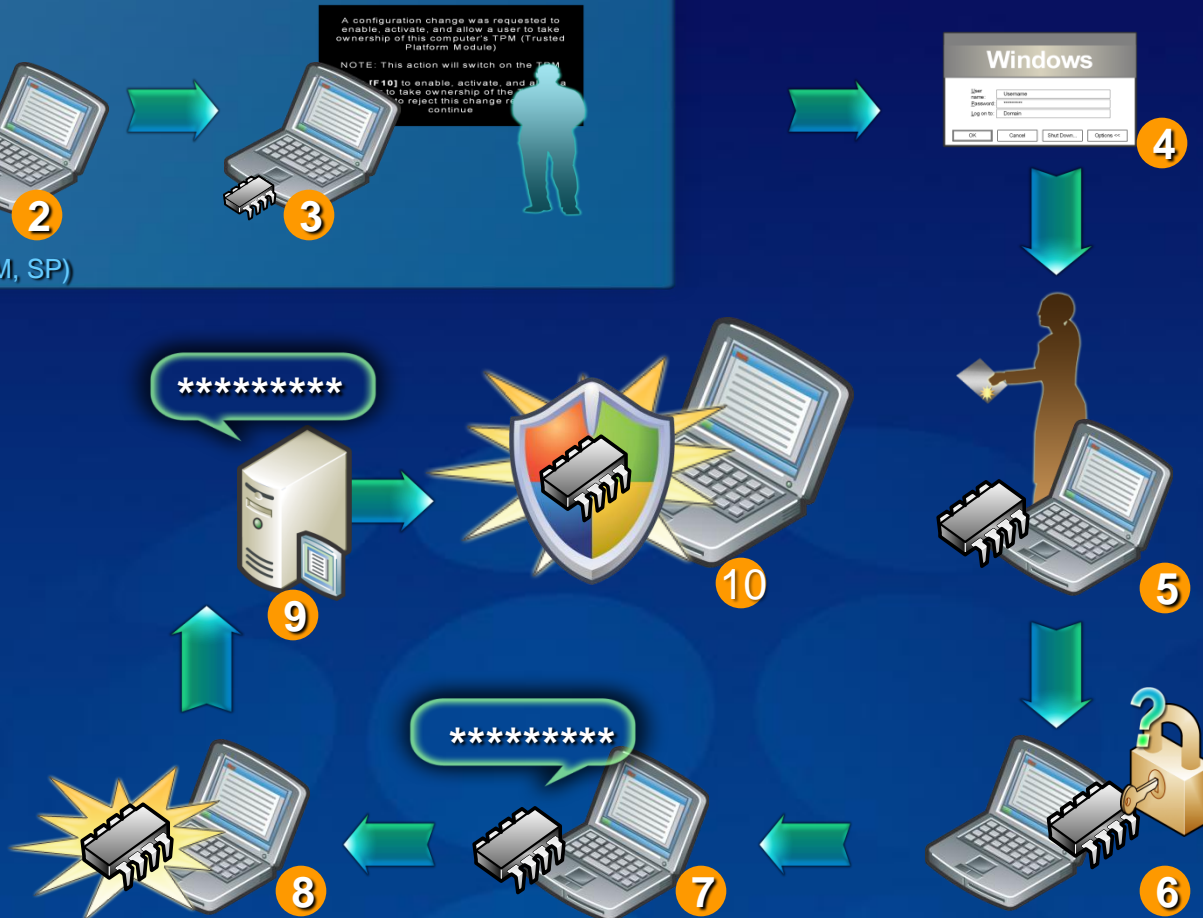 A configuration change was requested to
enable, activate, and allow a user to take
ownership of this computer's TPM (Trusted
Platform Module)
NOTE: This action will switch on the TPM
[F10] to enable, activate, and
to take ownership of the
to reject this change
continue
2
3
M, SP)
Windows
User
name:
Username
Password:
*********
Log on to:
Domain
OK
Cancel
Shut Down...
Options <<
4
*********
5
9
10
*********
8
7
?
6